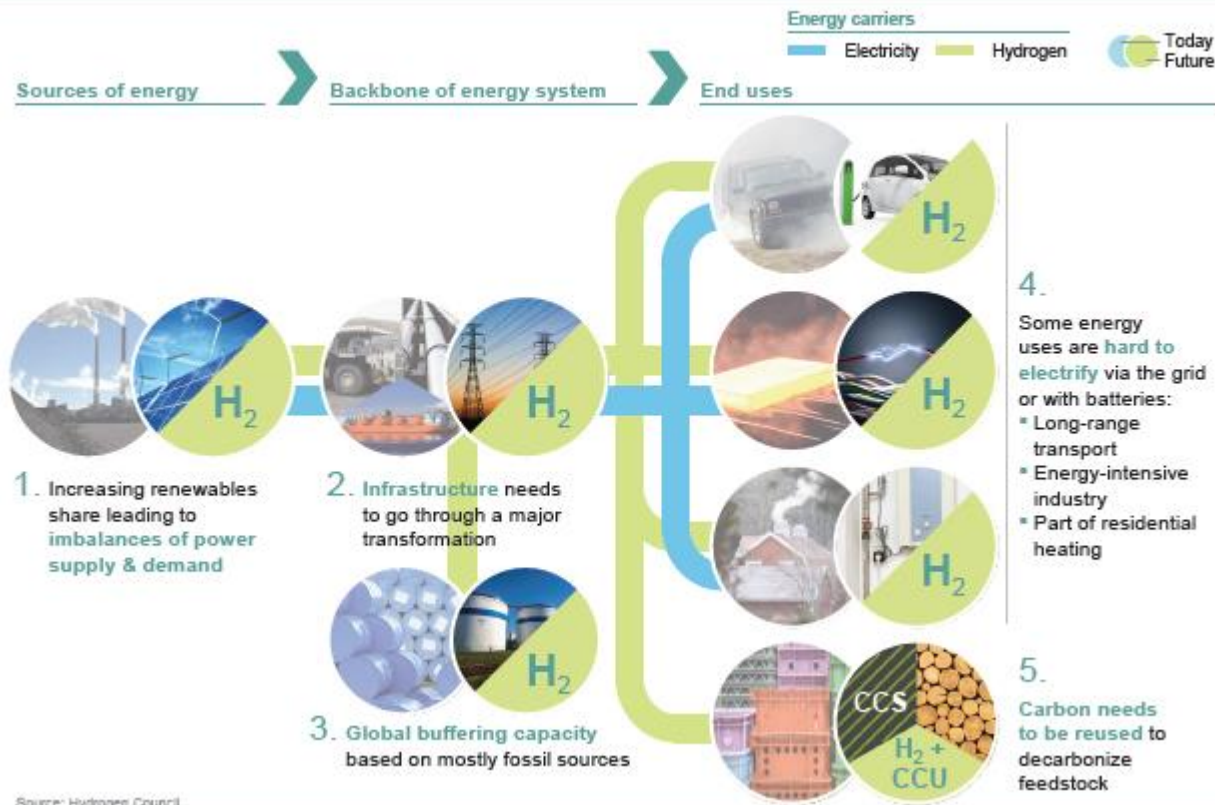 Energy carriers
Electricity
Hydrogen
Today
Future
Sources of energy
Backbone of energy system
End uses
H₂
H₂
H₂
H₂
H₂
1. Increasing renewables
share leading to
imbalances of power
supply & demand
2. Infrastructure needs
to go through a major
transformation
H₂
3. Global buffering capacity
based on mostly fossil sources
4.
Some energy
uses are hard to
electrify via the grid
or with batteries:
▪ Long-range
transport
▪ Energy-intensive
industry
▪ Part of residential
heating
CCS
H₂ +
CCU
5.
Carbon needs
to be reused to
decarbonize
feedstock
Source: Hydrogen Council